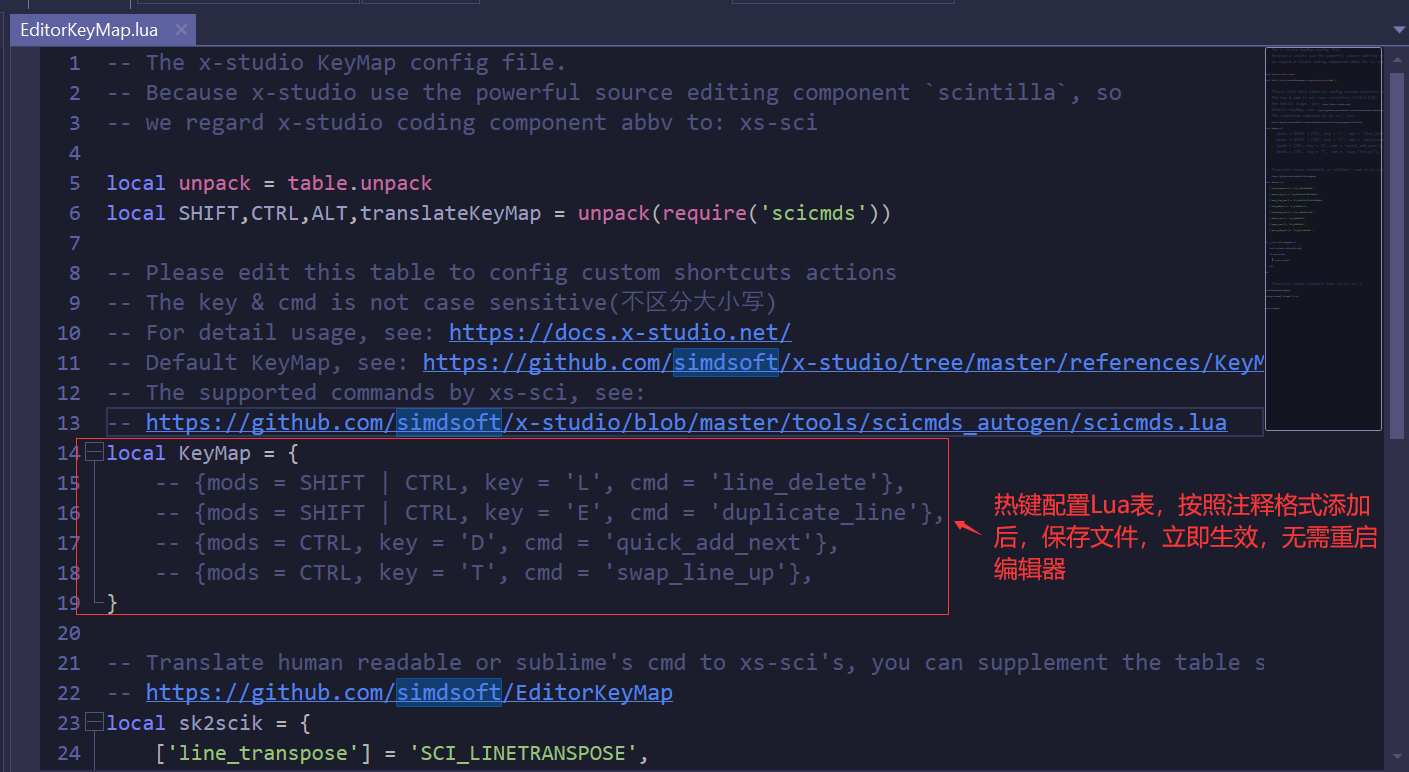 EditorKeyMap.lua
1 -- The x-studio KeyMap config file.
2 -- Because x-studio use the powerful source editing component `scintilla`, so
3 -- we regard x-studio coding component abbv to: xs-sci
4
5 local unpack = table.unpack
6 local SHIFT,CTRL,ALT,translateKeyMap = unpack(require('scicmds'))
7
8 -- Please edit this table to config custom shortcuts actions
9 -- The key & cmd is not case sensitive(不区分大小写)
10 -- For detail usage, see: https://docs.x-studio.net/
11 -- Default KeyMap, see: https://github.com/simdsoft/x-studio/tree/master/references/KeyM
12 -- The supported commands by xs-sci, see:
13 -- https://github.com/simdsoft/x-studio/blob/master/tools/scicmds_autogen/scicmds.lua
14 local KeyMap = {
15 -- {mods = SHIFT | CTRL, key = 'L', cmd = 'line_delete'},
16 -- {mods = SHIFT | CTRL, key = 'E', cmd = 'duplicate_line'},
17 -- {mods = CTRL, key = 'D', cmd = 'quick_add_next'},
18 -- {mods = CTRL, key = 'T', cmd = 'swap_line_up'},
19 }
热键配置Lua表，按照注释格式添加
后，保存文件，立即生效，无需重启
编辑器
20
21 -- Translate human readable or sublime's cmd to xs-sci's, you can supplement the table s
22 -- https://github.com/simdsoft/EditorKeyMap
23 local sk2scik = {
24 ['line_transpose'] = 'SCI_LINETRANSPOSE',